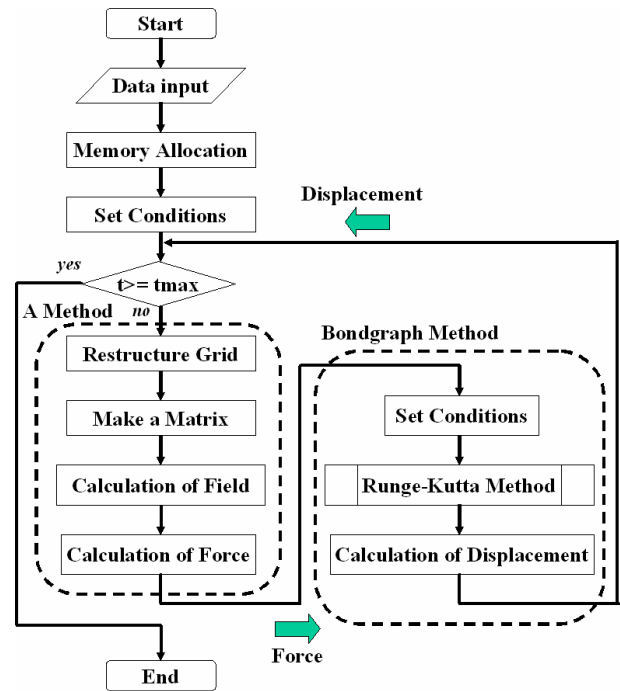 Start
Data input
Memory Allocation
Set Conditions
Displacement
yes
t>= tmax
A Method
no
Restructure Grid
Make a Matrix
Calculation of Field
Calculation of Force
Bondgraph Method
Set Conditions
Runge-Kutta Method
Calculation of Displacement
Force
End